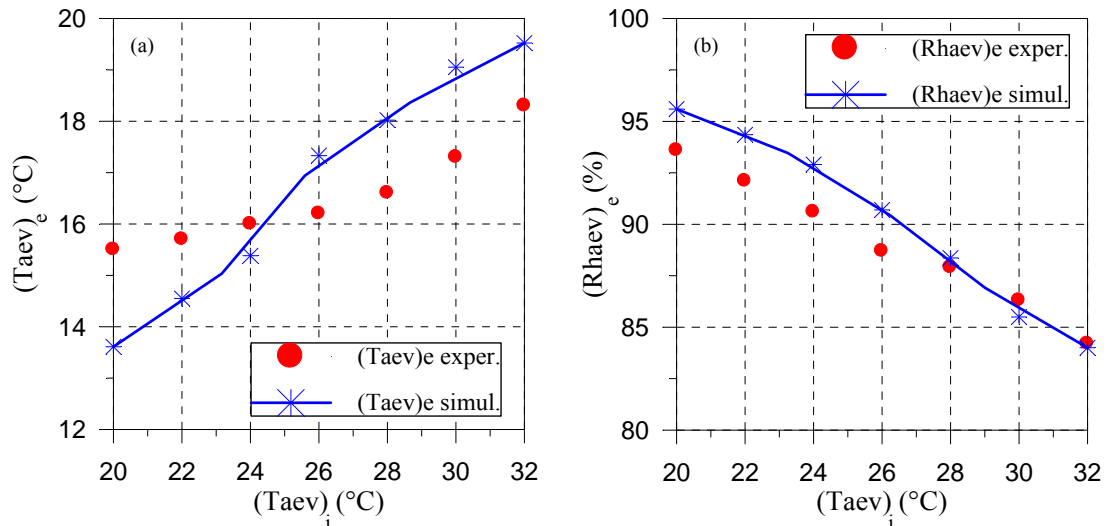 (a)
20
18
16
14
12
(Taev)e (°C)
(Taev)e exper.
(Taev)e simul.
20 22 24 26 28 30 32
(Taev)i (°C)
(b)
100
95
90
85
80
(Rhaev)e (%)
(Rhaev)e exper.
(Rhaev)e simul.
20 22 24 26 28 30 32
(Taev)i (°C)